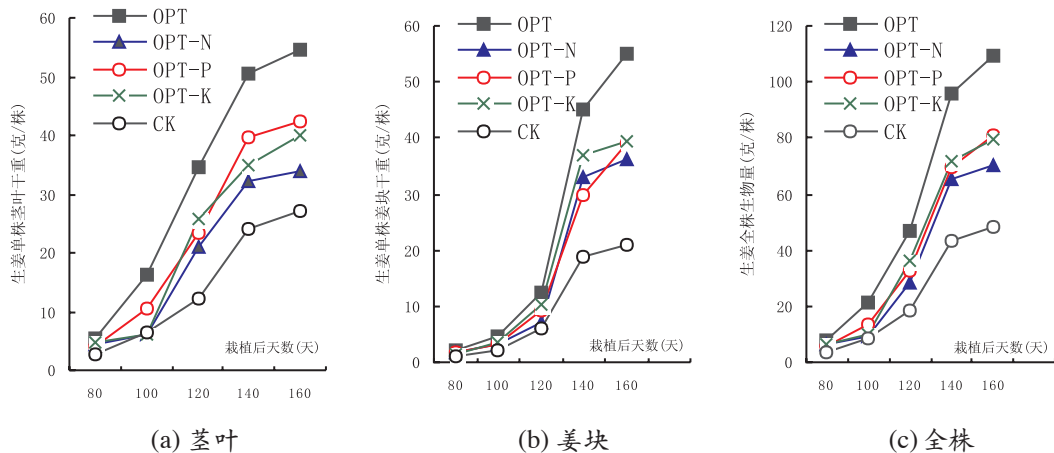 60
50
40
30
20
10
0
OPT
OPT-N
OPT-P
OPT-K
CK
生姜单株茎叶干重(克/株)
栽植后天数(天)
80 100 120 140 160
(a) 茎叶
60
50
40
30
20
10
0
OPT
OPT-N
OPT-P
OPT-K
CK
生姜单株姜块干重(克/株)
栽植后天数(天)
80 100 120 140 160
(b) 姜块
120
100
80
60
40
20
0
OPT
OPT-N
OPT-P
OPT-K
CK
生姜全株生物量(克/株)
栽植后天数(天)
80 100 120 140 160
(c) 全株